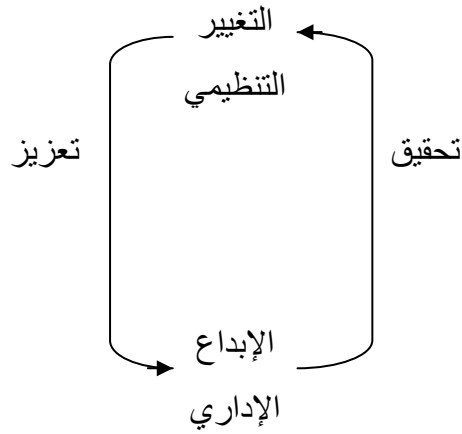 التغيير
التنظيمي
تحقيق
تعزيز
الإبداع
الإداري